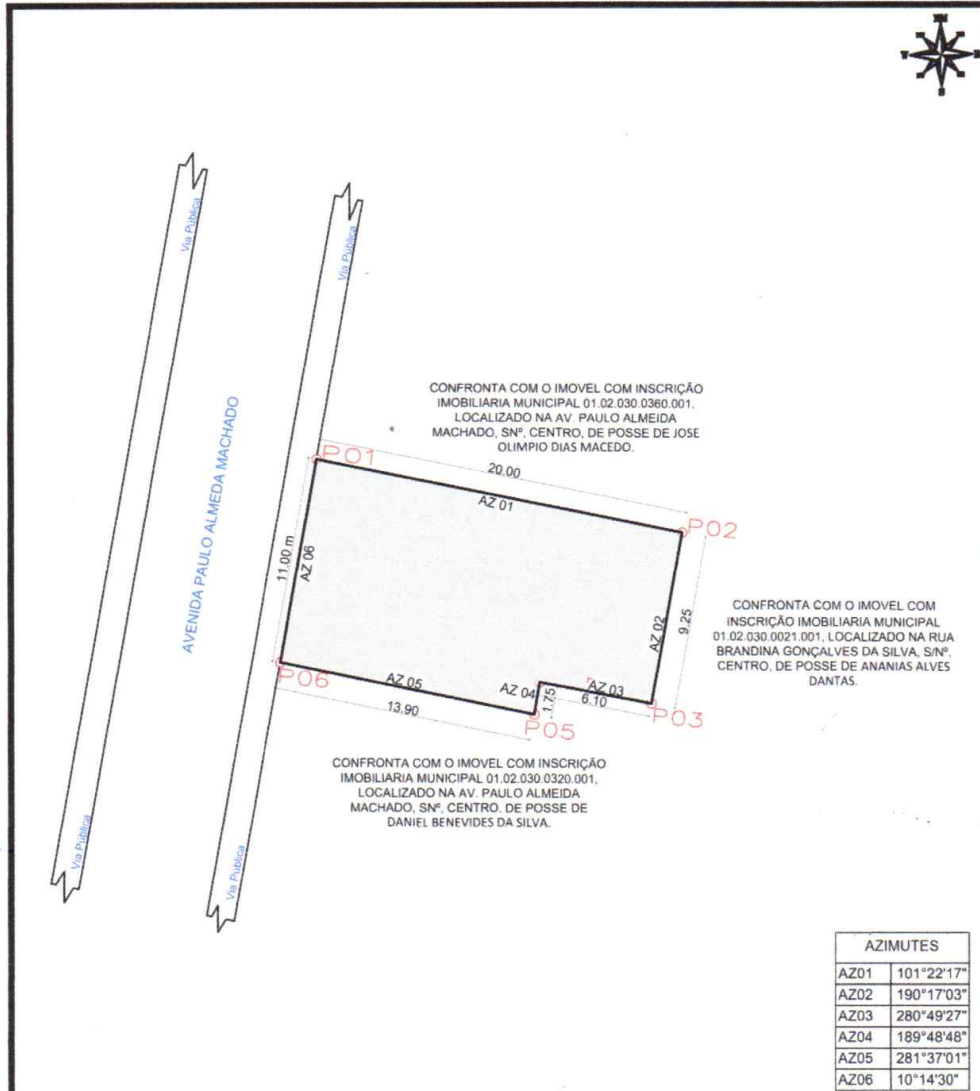 N
E
S
Via Pública
Via Pública
AVENIDA PAULO ALMEDA MACHADO
Via Pública
Via Pública
CONFRONTA COM O IMOVEL COM INSCRIÇÃO
IMOBILIARIA MUNICIPAL 01.02.030.0360.001.
LOCALIZADO NA AV. PAULO ALMEIDA
MACHADO, SNº, CENTRO, DE POSSE DE JOSE
OLIMPIO DIAS MACEDO.
P01
20.00
AZ 01
P02
11.00 m
AZ 06
AZ 02
9.25
CONFRONTA COM O IMOVEL COM
INSCRIÇÃO IMOBILIARIA MUNICIPAL
01.02.030.0021.001, LOCALIZADO NA RUA
BRANDINA GONÇALVES DA SILVA, S/Nº.
CENTRO, DE POSSE DE ANANIAS ALVES
DANTAS.
P06
AZ 05
13.90
AZ 04
1.75
AZ 03
6.10
P03
P05
CONFRONTA COM O IMOVEL COM INSCRIÇÃO
IMOBILIARIA MUNICIPAL 01.02.030.0320.001,
LOCALIZADO NA AV. PAULO ALMEIDA
MACHADO, SNº, CENTRO. DE POSSE DE
DANIEL BENEVIDES DA SILVA.
AZIMUTES
AZ01 101°22'17"
AZ02 190°17'03"
AZ03 280°49'27"
AZ04 189°48'48"
AZ05 281°37'01"
AZ06 10°14'30"